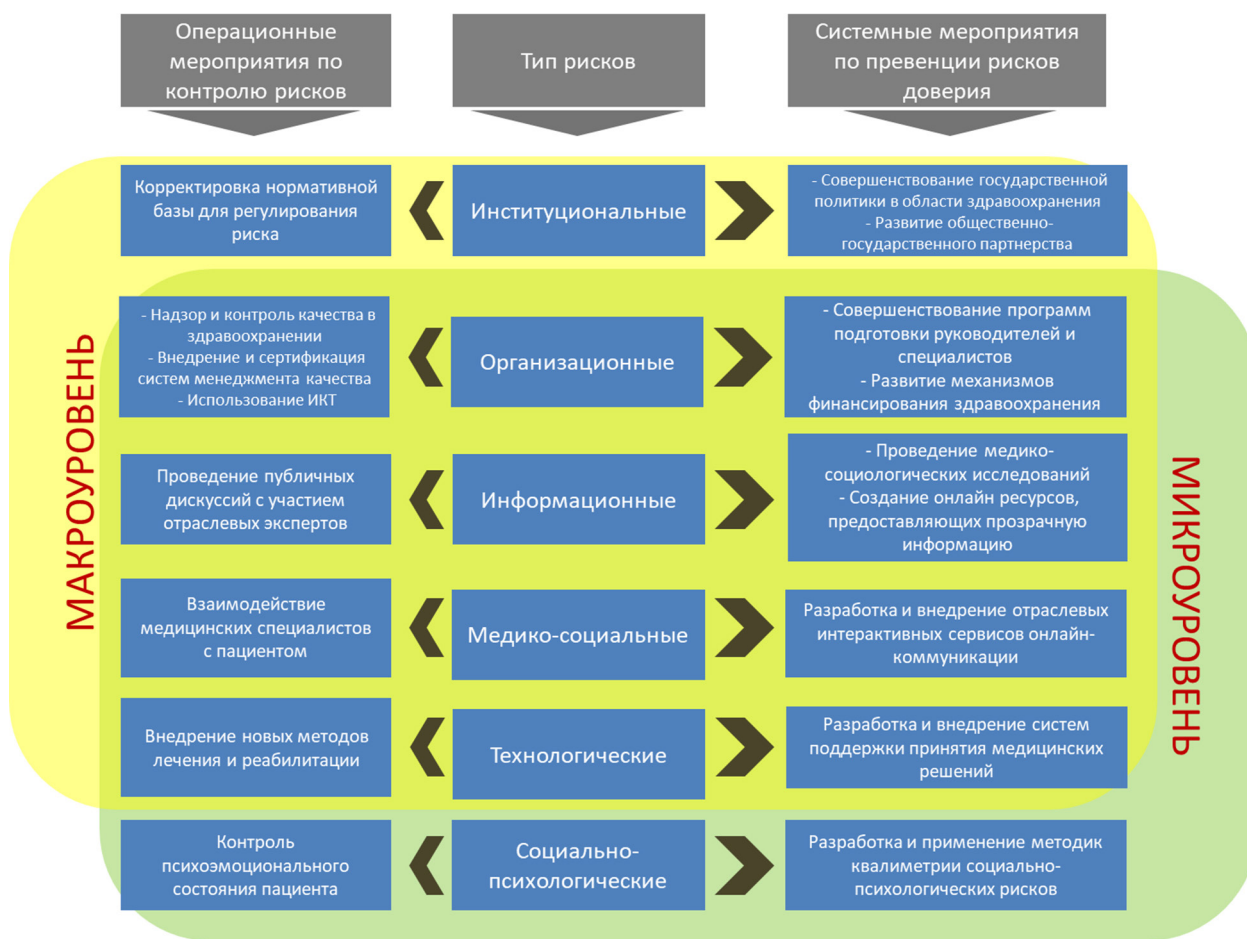 Операционные
мероприятия по
контролю рисков
Тип рисков
Системные мероприятия
по превенции рисков
доверия
МАКРОУРОВЕНЬ
Корректировка нормативной
базы для регулирования
риска
Институциональные
- Совершенствование государственной
политики в области здравоохранения
- Развитие общественно-
государственного партнерства
- Надзор и контроль качества в
здравоохранении
- Внедрение и сертификация
систем менеджмента качества
- Использование ИКТ
Организационные
- Совершенствование программ
подготовки руководителей и
специалистов
- Развитие механизмов
финансирования здравоохранения
Проведение публичных
дискуссий с участием
отраслевых экспертов
Информационные
- Проведение медико-
социологических исследований
- Создание онлайн ресурсов,
предоставляющих прозрачную
информацию
Взаимодействие
медицинских специалистов
с пациентом
Медико-социальные
Разработка и внедрение отраслевых
интерактивных сервисов онлайн-
коммуникации
Внедрение новых методов
лечения и реабилитации
Технологические
Разработка и внедрение систем
поддержки принятия медицинских
решений
Контроль
психоэмоционального
состояния пациента
Социально-
психологические
Разработка и применение методик
квалиметрии социально-
психологических рисков
МИКРОУРОВЕНЬ